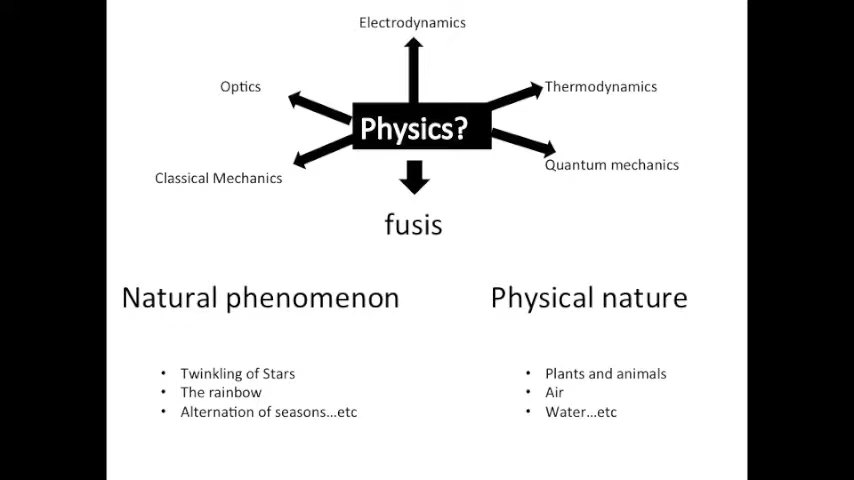 Electrodynamics
Optics
Thermodynamics
Physics?
Quantum mechanics
Classical Mechanics
fusis
Natural phenomenon
Physical nature
• Twinkling of Stars
• The rainbow
• Alternation of seasons...etc
• Plants and animals
• Air
• Water...etc